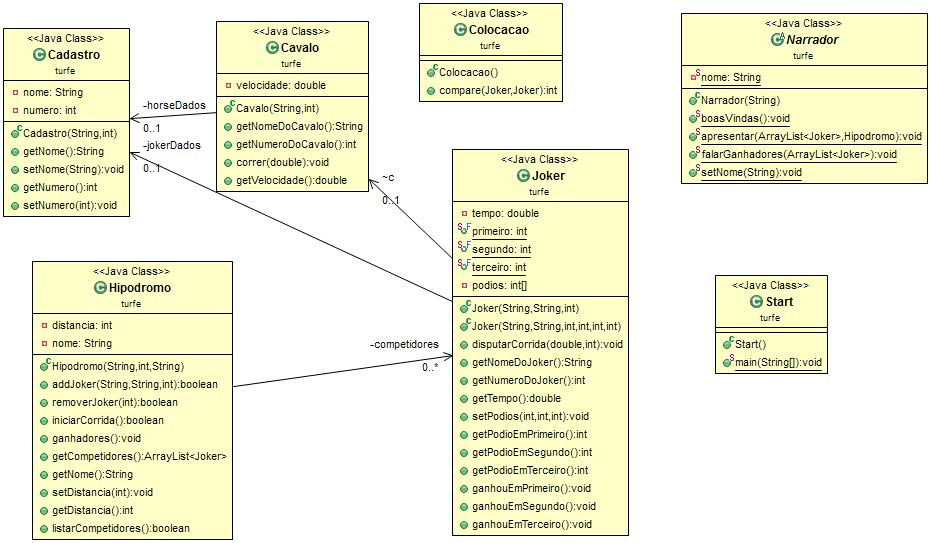 <<Java Class>>
Cadastro
turfe
nome: String
numero: int
Cadastro(String,int)
getNome():String
setNome(String):void
getNumero():int
setNumero(int):void
<<Java Class>>
Cavalo
turfe
velocidade: double
Cavalo(String,int)
getNomeDoCavalo():String
getNumeroDoCavalo():int
correr(double):void
getVelocidade():double
-horseDados
0..1
-jokerDados
0..1
<<Java Class>>
Colocacao
turfe
Colocacao()
compare(Joker,Joker):int
<<Java Class>>
Narrador
turfe
nome: String
Narrador(String)
boasVindas():void
apresentar(ArrayList<Joker>,Hipodromo):void
falarGanhadores(ArrayList<Joker>):void
setNome(String):void
~c
0..1
<<Java Class>>
Joker
turfe
tempo: double
primeiro: int
segundo: int
terceiro: int
podios: int[]
Joker(String,String,int)
Joker(String,String,int,int,int,int)
disputarCorrida(double,int):void
getNomeDoJoker():String
getNumeroDoJoker():int
getTempo():double
setPodios(int,int,int):void
getPodioEmPrimeiro():int
getPodioEmSegundo():int
getPodioEmTerceiro():int
ganhouEmPrimeiro():void
ganhouEmSegundo():void
ganhouEmTerceiro():void
<<Java Class>>
Hipodromo
turfe
distancia: int
nome: String
Hipodromo(String,int,String)
addJoker(String,String,int):boolean
removerJoker(int):boolean
iniciarCorrida():boolean
ganhadores():void
getCompetidores():ArrayList<Joker>
getNome():String
setDistancia(int):void
getDistancia():int
listarCompetidores():boolean
-competidores
0..*
<<Java Class>>
Start
turfe
Start()
main(String[]):void